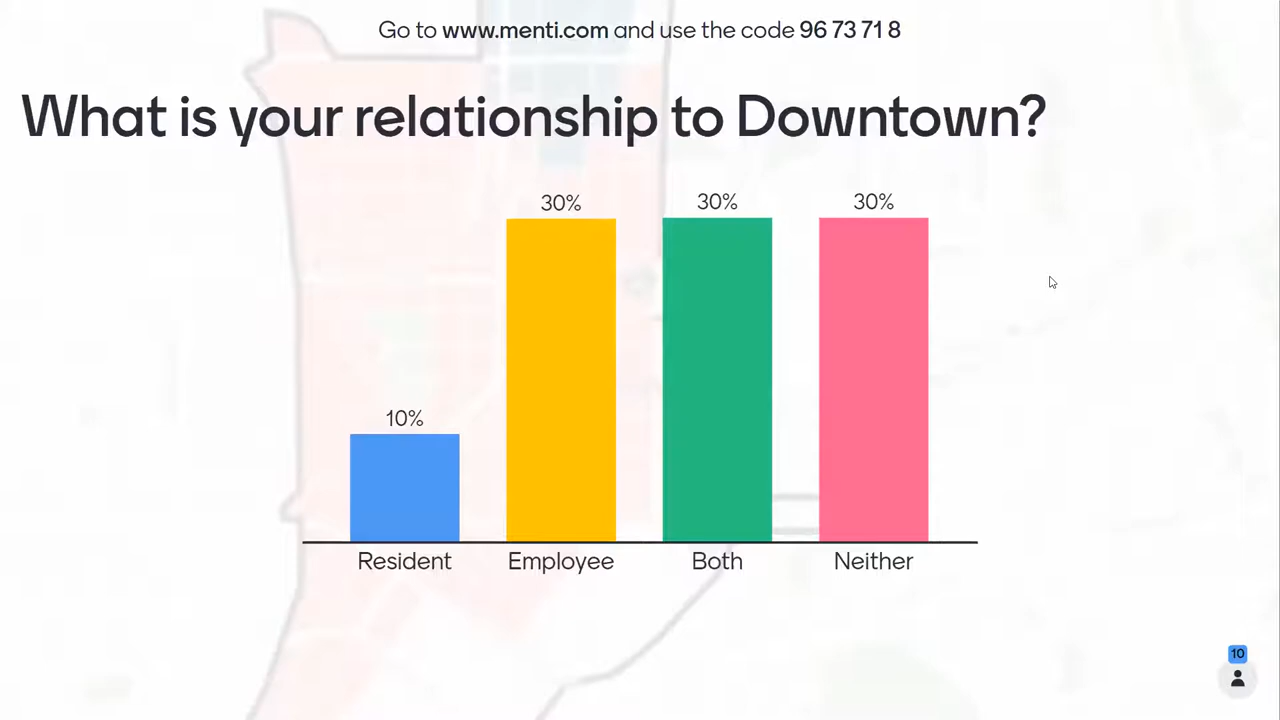 Go to www.menti.com and use the code 96 73 71 8
What is your relationship to Downtown?
30% 30% 30%
10%
Resident Employee Both Neither
10